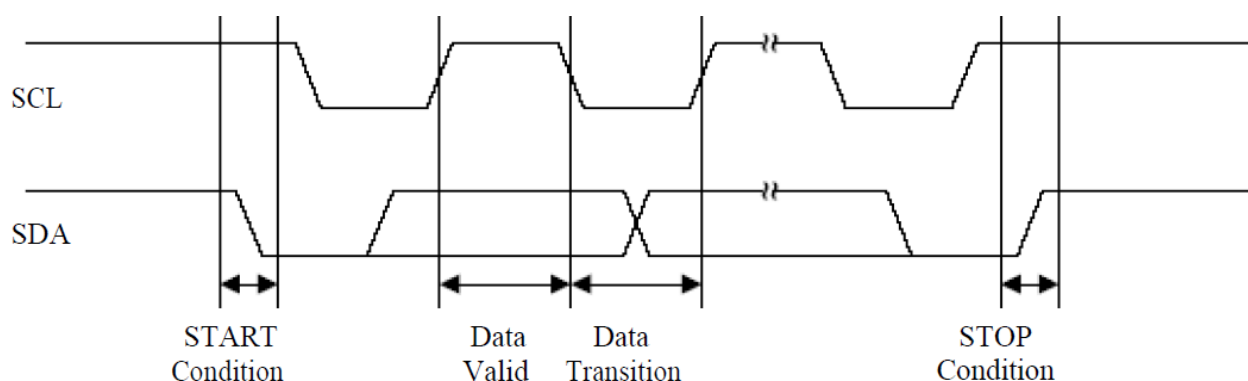 SCL
SDA
START
Condition
Data
Valid
Data
Transition
STOP
Condition